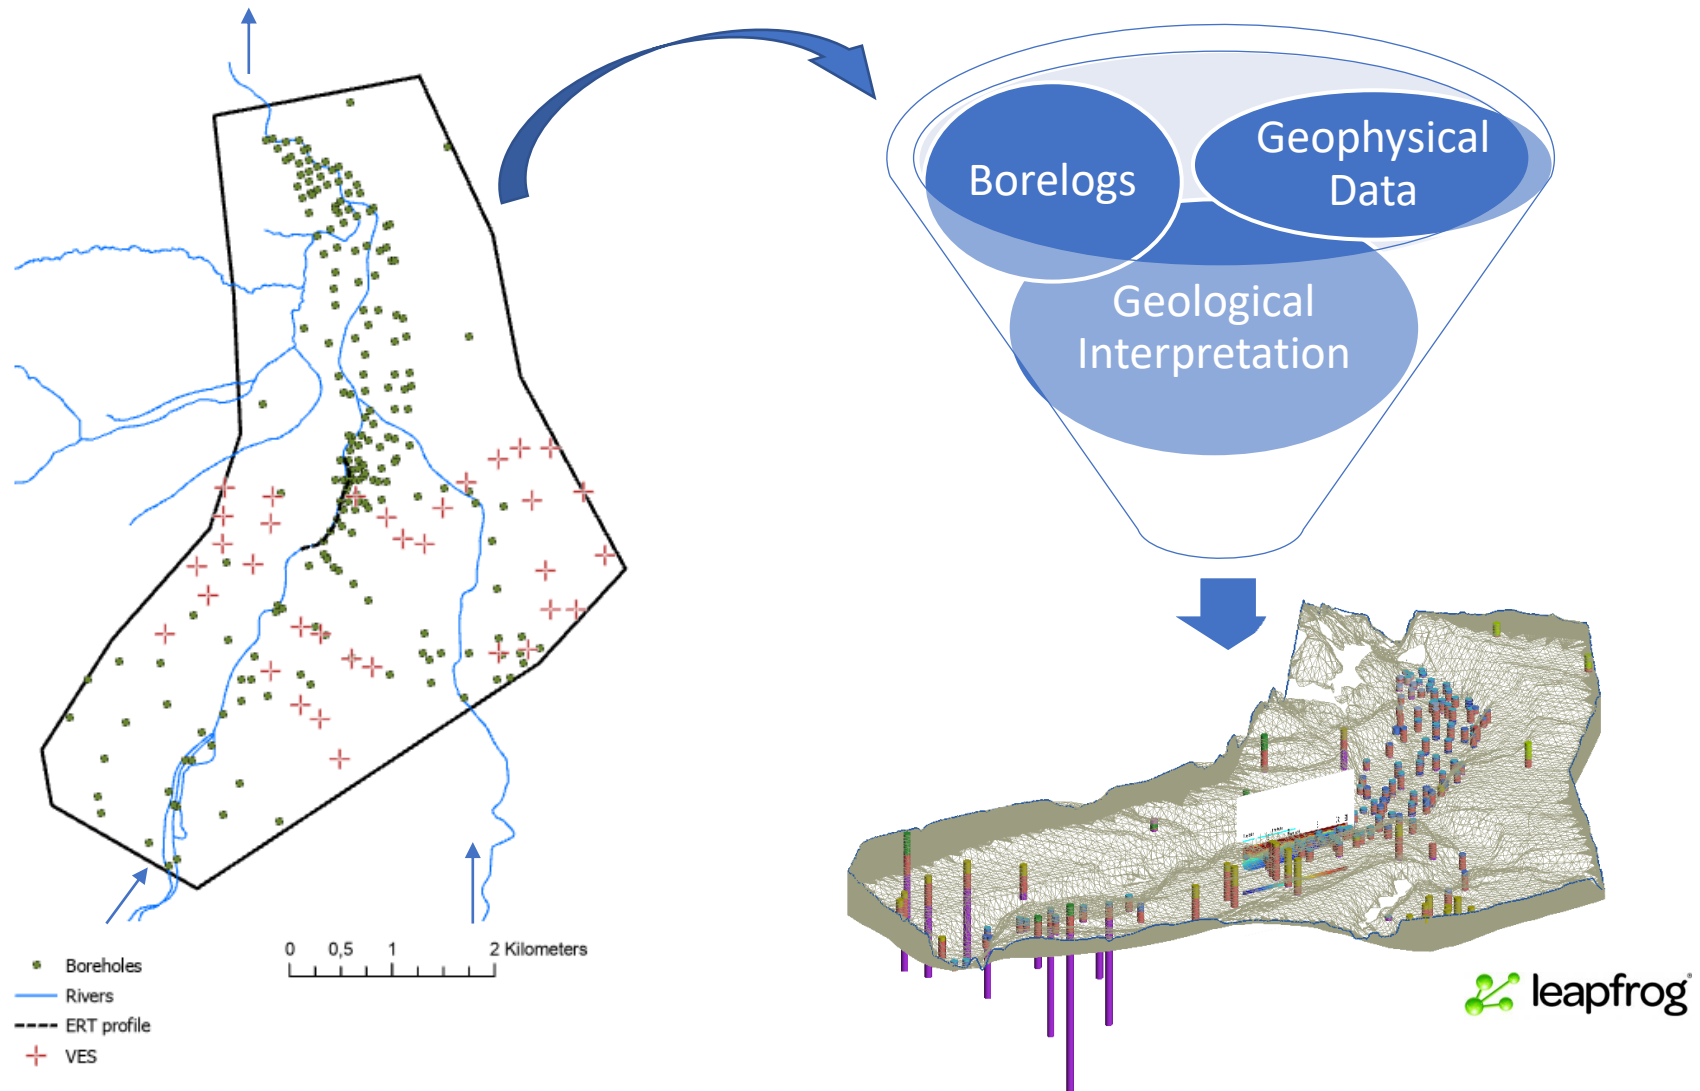 Borelogs
Geophysical
Data
Geological
Interpretation
0 0,5 1 2 Kilometers
Boreholes
Rivers
ERT profile
VES
leapfrog